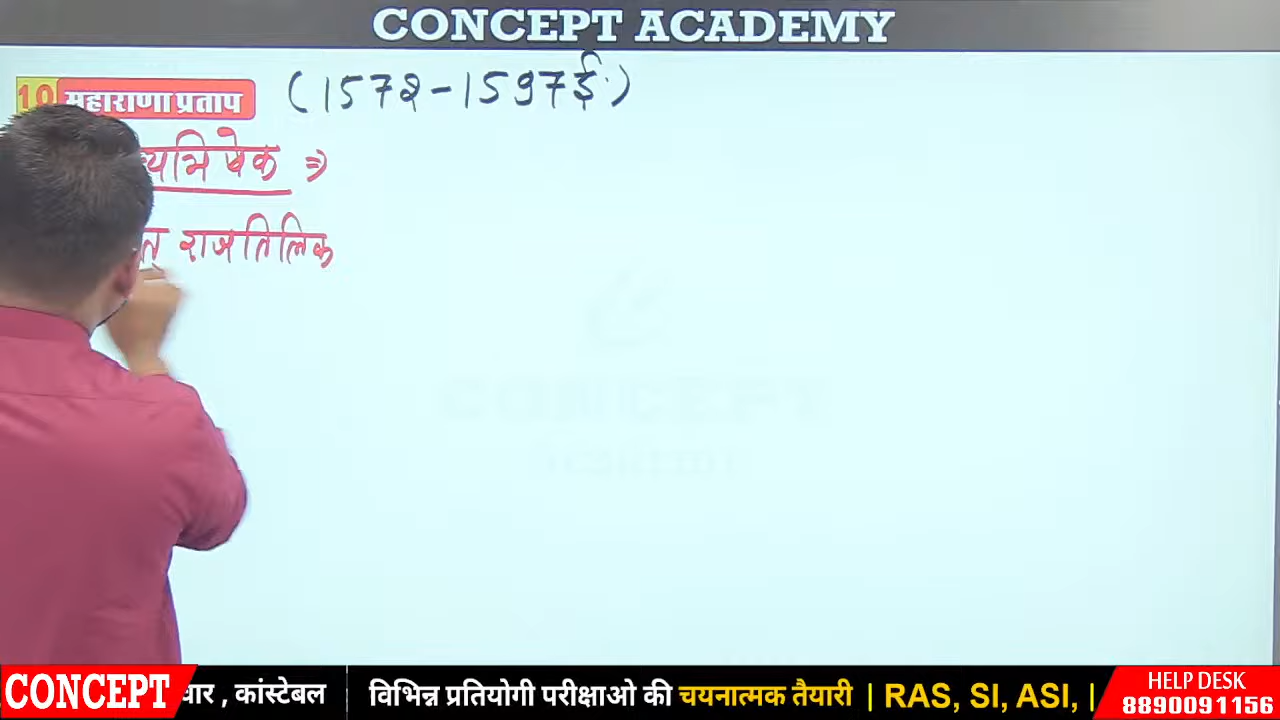 CONCEPT ACADEMY
10 महाराणा प्रताप (1572-1597ई.)
राजतिलिक
CONCEPT
कांस्टेबल | विभिन्न प्रतियोगी परीक्षाओ की चयनात्मक तैयारी | RAS, SI, ASI, |
HELP DESK
8890091156